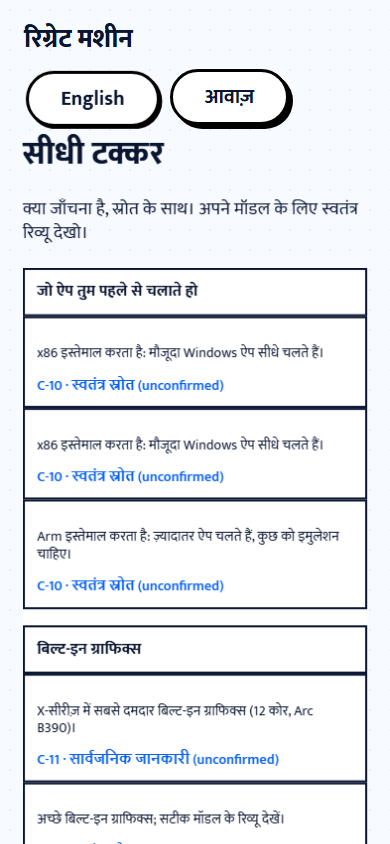 रिग्रेट मशीन
English
आवाज़
सीधी टक्कर
क्या जाँचना है, स्रोत के साथ। अपने मॉडल के लिए स्वतंत्र
रिव्यू देखो।
जो ऐप तुम पहले से चलाते हो
x86 इस्तेमाल करता है: मौजूदा Windows ऐप सीधे चलते हैं।
C-10 · स्वतंत्र स्रोत (unconfirmed)
x86 इस्तेमाल करता है: मौजूदा Windows ऐप सीधे चलते हैं।
C-10 · स्वतंत्र स्रोत (unconfirmed)
Arm इस्तेमाल करता है: ज़्यादातर ऐप चलते हैं, कुछ को इमुलेशन
चाहिए।
C-10 · स्वतंत्र स्रोत (unconfirmed)
बिल्ट-इन ग्राफिक्स
X-सीरीज़ में सबसे दमदार बिल्ट-इन ग्राफिक्स (12 कोर, Arc
B390)।
C-11 · सार्वजनिक जानकारी (unconfirmed)
अच्छे बिल्ट-इन ग्राफिक्स; सटीक मॉडल के रिव्यू देखें।